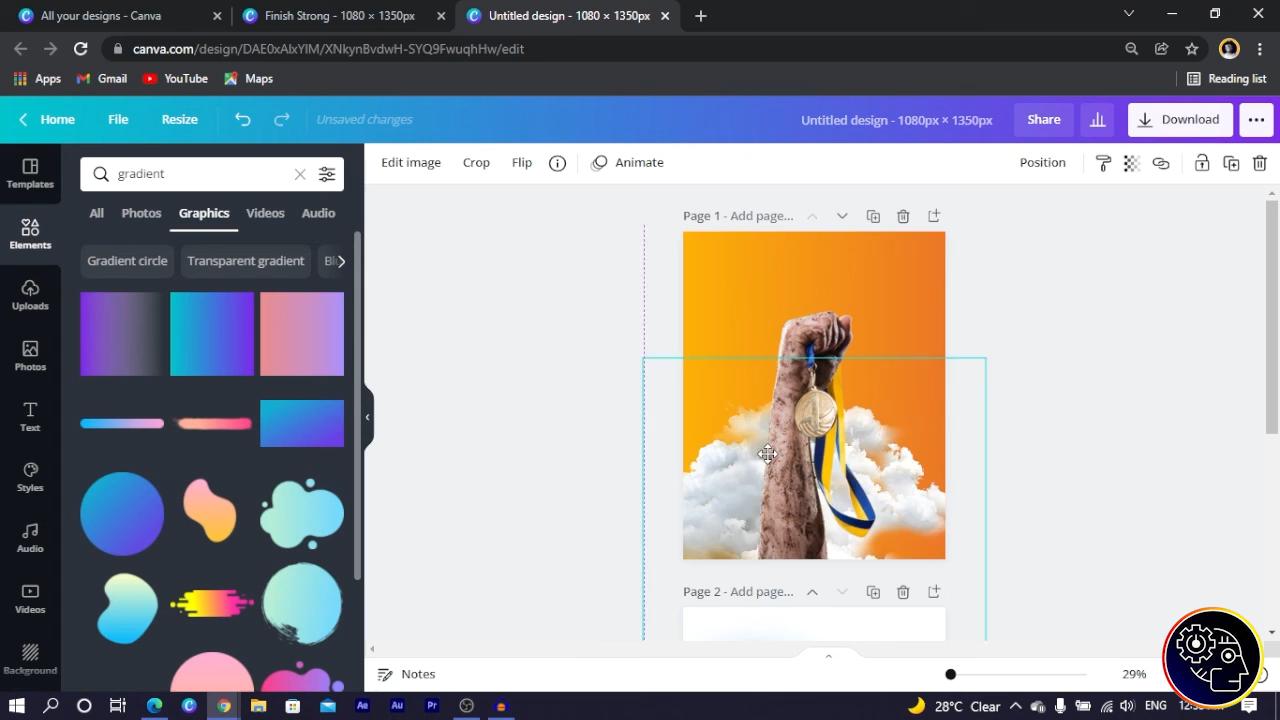 All your designs - Canva
Finish Strong - 1080 × 1350px
Untitled design - 1080 × 1350px
canva.com/design/DAE0xAlxYIM/XNkynBvdwH-SYQ9FwuqhHw/edit
Apps
Gmail
YouTube
Maps
Reading list
Home
File
Resize
Unsaved changes
Untitled design - 1080px × 1350px
Share
Download
Templates
Elements
Uploads
Photos
Text
Styles
Audio
Videos
Background
gradient
All
Photos
Graphics
Videos
Audio
Gradient circle
Transparent gradient
Edit image
Crop
Flip
Animate
Position
Page 1 - Add page...
Page 2 - Add page...
Notes
29%
Ae
Au
Pr
28°C Clear
ENG